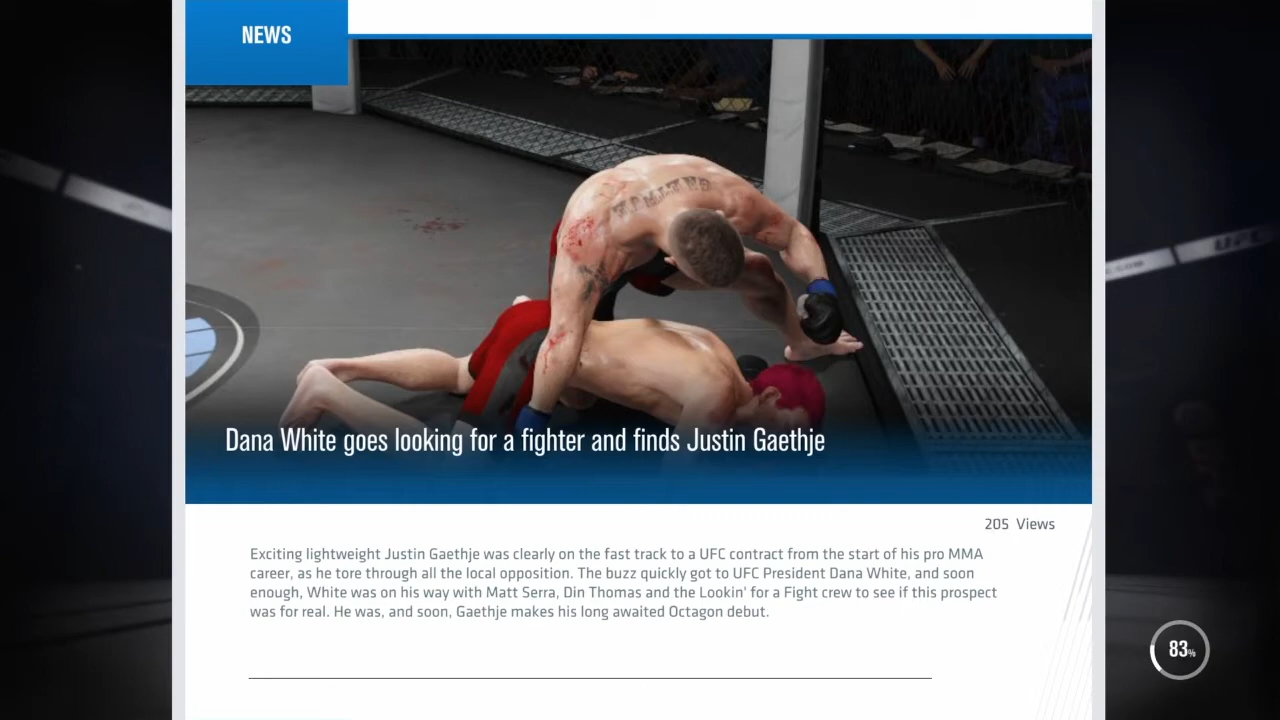 NEWS
UFC
.COM
Dana White goes looking for a fighter and finds Justin Gaethje
205 Views
Exciting lightweight Justin Gaethje was clearly on the fast track to a UFC contract from the start of his pro MMA
career, as he tore through all the local opposition. The buzz quickly got to UFC President Dana White, and soon
enough, White was on his way with Matt Serra, Din Thomas and the Lookin' for a Fight crew to see if this prospect
was for real. He was, and soon, Gaethje makes his long awaited Octagon debut.
83%